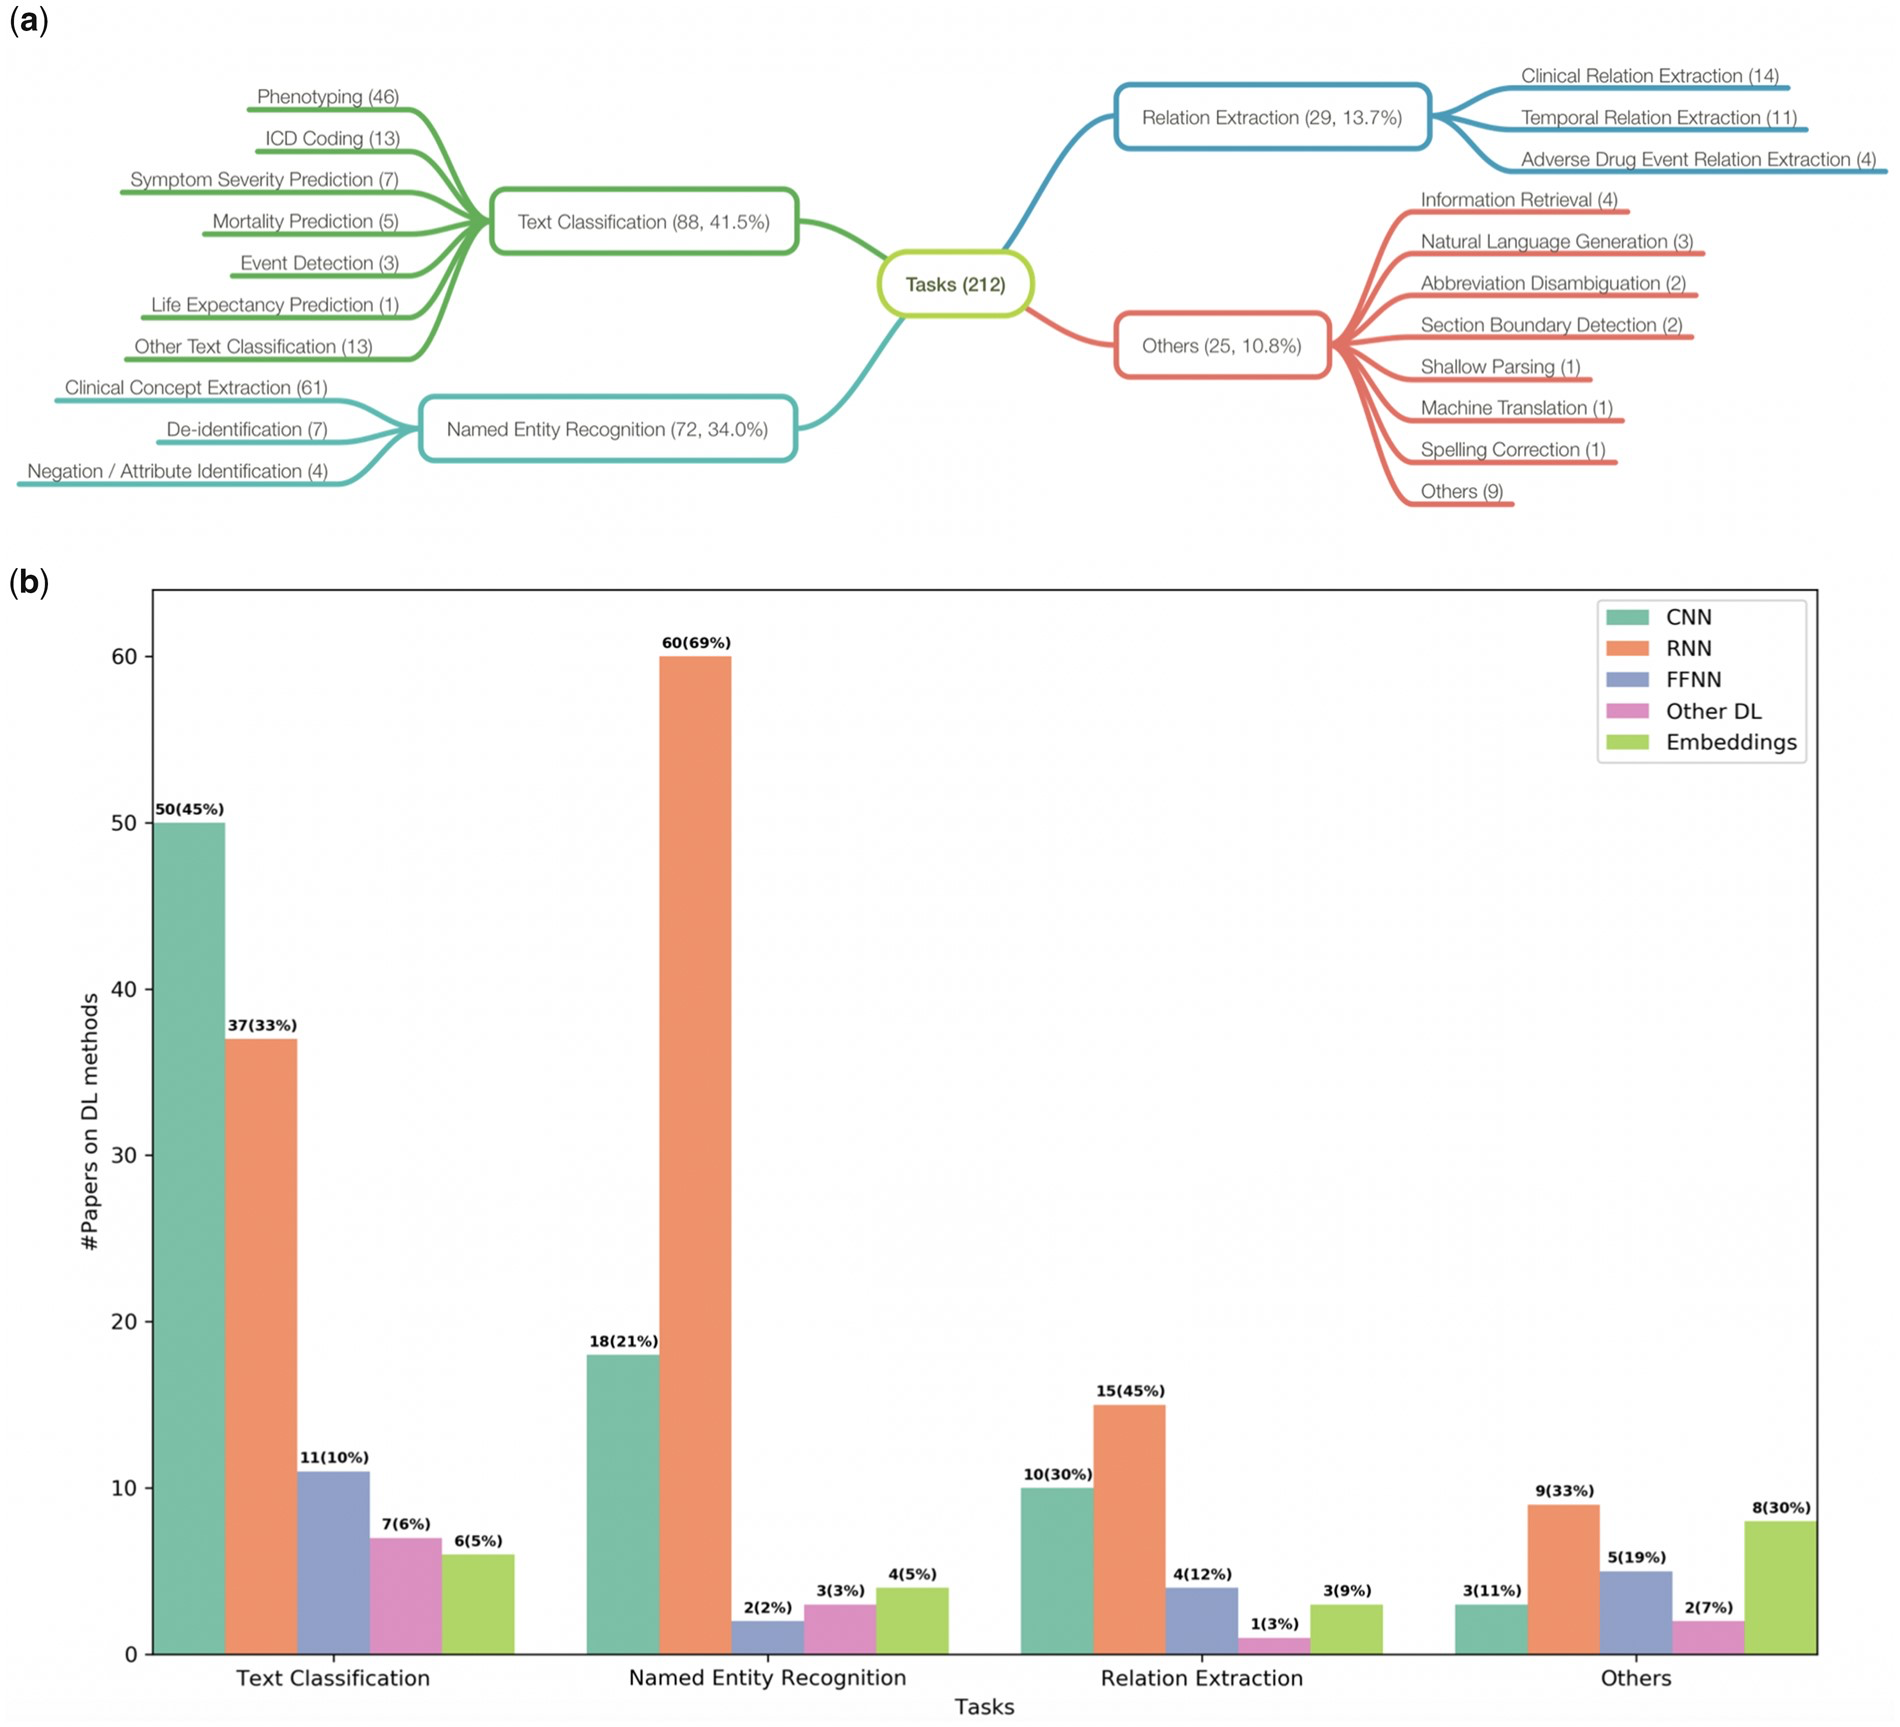 (a)
Phenotyping (46)
ICD Coding (13)
Symptom Severity Prediction (7)
Mortality Prediction (5)
Event Detection (3)
Life Expectancy Prediction (1)
Other Text Classification (13)
Text Classification (88, 41.5%)
Clinical Concept Extraction (61)
De-identification (7)
Negation / Attribute Identification (4)
Named Entity Recognition (72, 34.0%)
Tasks (212)
Relation Extraction (29, 13.7%)
Clinical Relation Extraction (14)
Temporal Relation Extraction (11)
Adverse Drug Event Relation Extraction (4)
Others (25, 10.8%)
Information Retrieval (4)
Natural Language Generation (3)
Abbreviation Disambiguation (2)
Section Boundary Detection (2)
Shallow Parsing (1)
Machine Translation (1)
Spelling Correction (1)
Others (9)
(b)
CNN
RNN
FFNN
Other DL
Embeddings
#Papers on DL methods
60
50
40
30
20
10
0
50(45%)
37(33%)
11(10%)
7(6%)
6(5%)
18(21%)
60(69%)
2(2%)
3(3%)
4(5%)
10(30%)
15(45%)
4(12%)
1(3%)
3(9%)
3(11%)
9(33%)
5(19%)
2(7%)
8(30%)
Text Classification
Named Entity Recognition
Relation Extraction
Others
Tasks